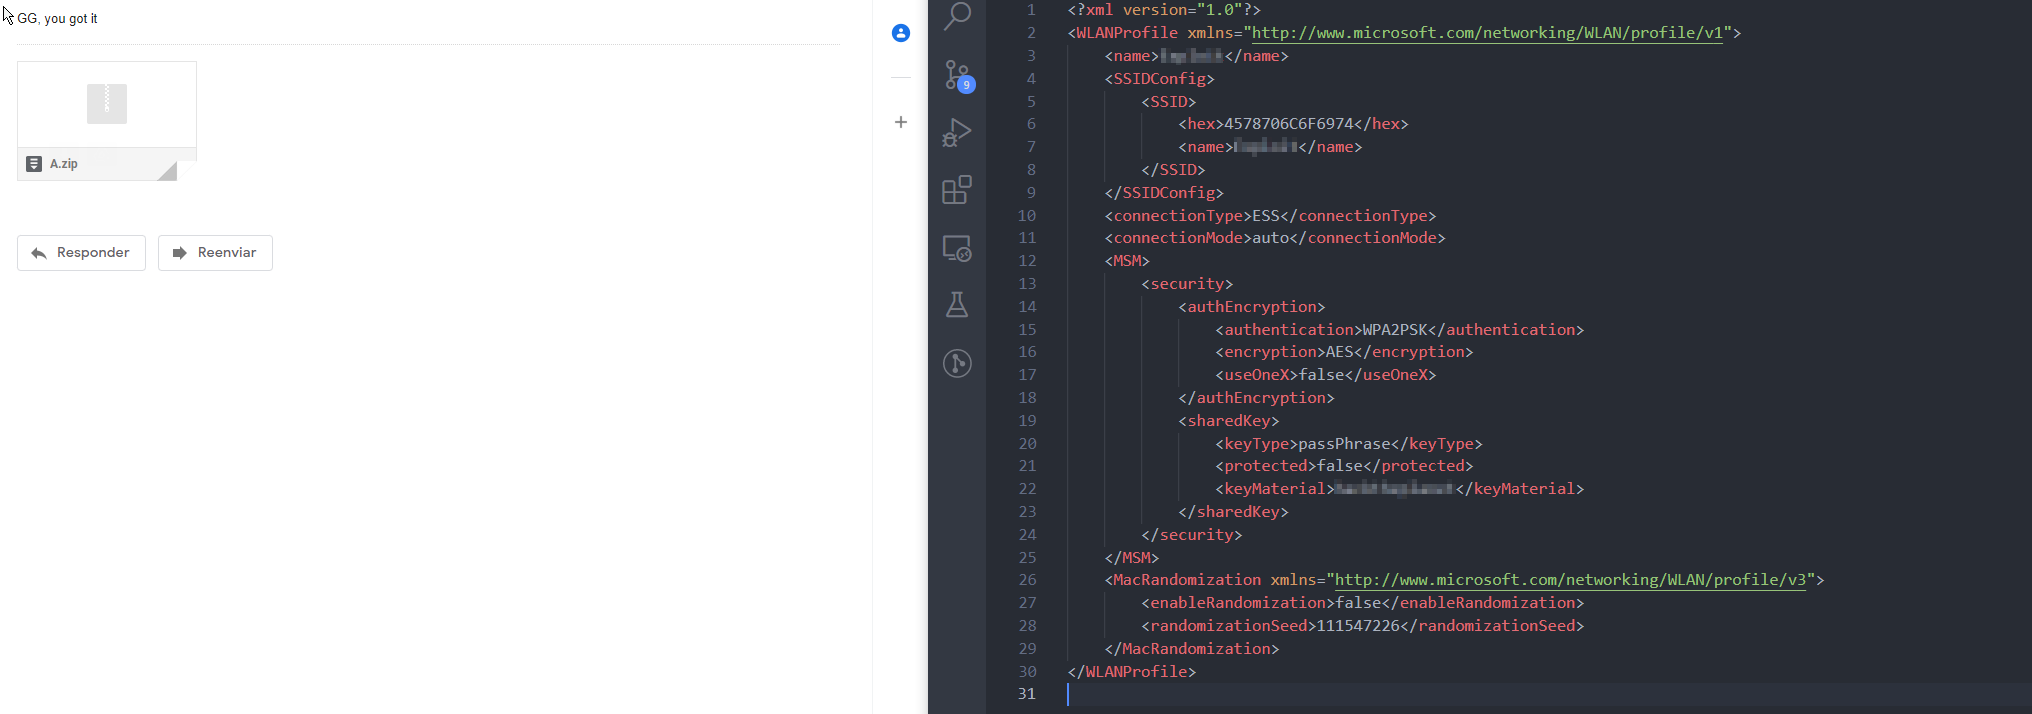 GG, you got it
A.zip
Responder
Reenviar
9
1 <?xml version="1.0"?>
2 <WLANProfile xmlns="http://www.microsoft.com/networking/WLAN/profile/v1">
3 <name></name>
4 <SSIDConfig>
5 <SSID>
6 <hex>4578706C6F6974</hex>
7 <name></name>
8 </SSID>
9 </SSIDConfig>
10 <connectionType>ESS</connectionType>
11 <connectionMode>auto</connectionMode>
12 <MSM>
13 <security>
14 <authEncryption>
15 <authentication>WPA2PSK</authentication>
16 <encryption>AES</encryption>
17 <useOneX>false</useOneX>
18 </authEncryption>
19 <sharedKey>
20 <keyType>passPhrase</keyType>
21 <protected>false</protected>
22 <keyMaterial></keyMaterial>
23 </sharedKey>
24 </security>
25 </MSM>
26 <MacRandomization xmlns="http://www.microsoft.com/networking/WLAN/profile/v3">
27 <enableRandomization>false</enableRandomization>
28 <randomizationSeed>111547226</randomizationSeed>
29 </MacRandomization>
30 </WLANProfile>
31